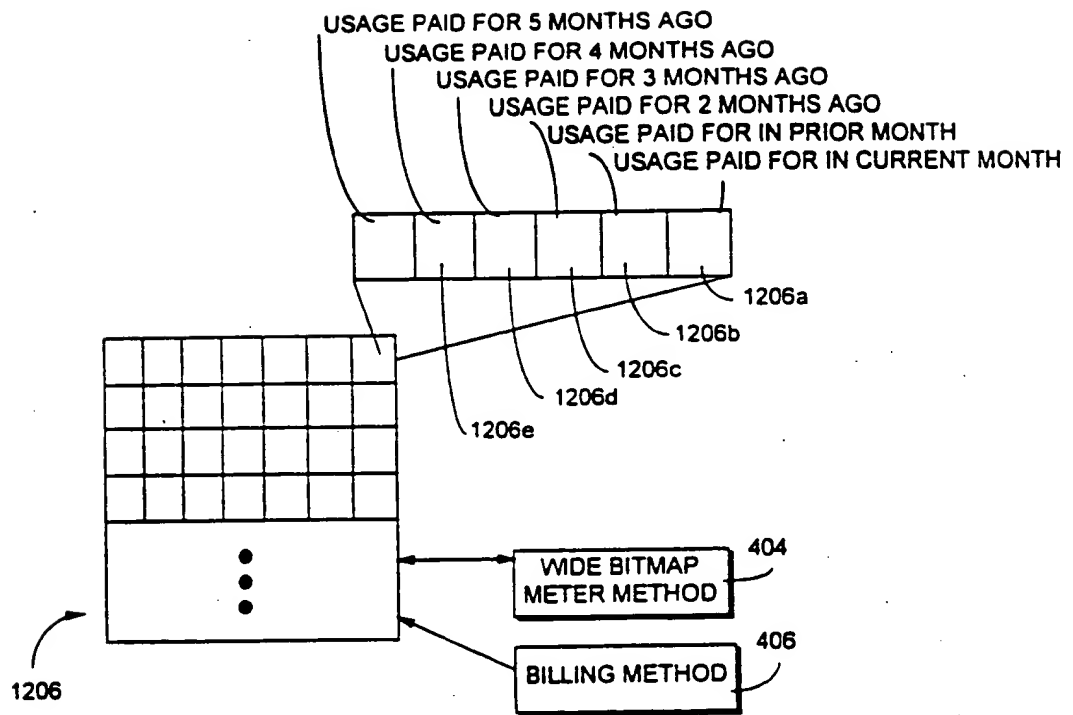 USAGE PAID FOR 5 MONTHS AGO
USAGE PAID FOR 4 MONTHS AGO
USAGE PAID FOR 3 MONTHS AGO
USAGE PAID FOR 2 MONTHS AGO
USAGE PAID FOR IN PRIOR MONTH
USAGE PAID FOR IN CURRENT MONTH
1206a
1206b
1206c
1206d
1206e
404
WIDE BITMAP
METER METHOD
406
BILLING METHOD
1206